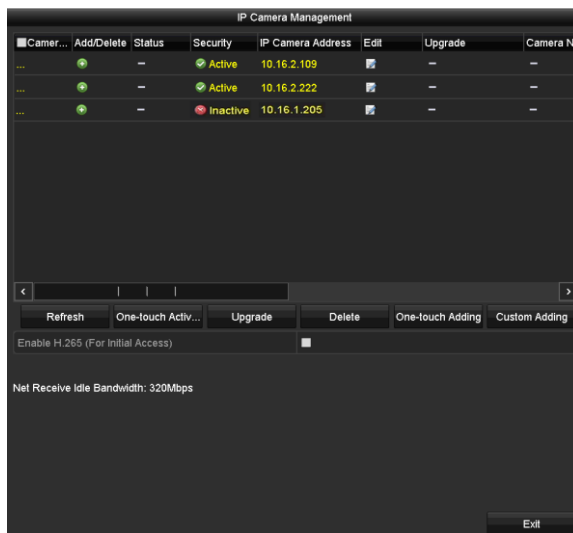 IP Camera Management
Camer... Add/Delete Status Security IP Camera Address Edit Upgrade Camera N
... – Active 10.16.2.109 – –
... – Active 10.16.2.222 – –
... – Inactive 10.16.1.205 – –
Refresh One-touch Activ... Upgrade Delete One-touch Adding Custom Adding
Enable H.265 (For Initial Access)
Net Receive Idle Bandwidth: 320Mbps
Exit